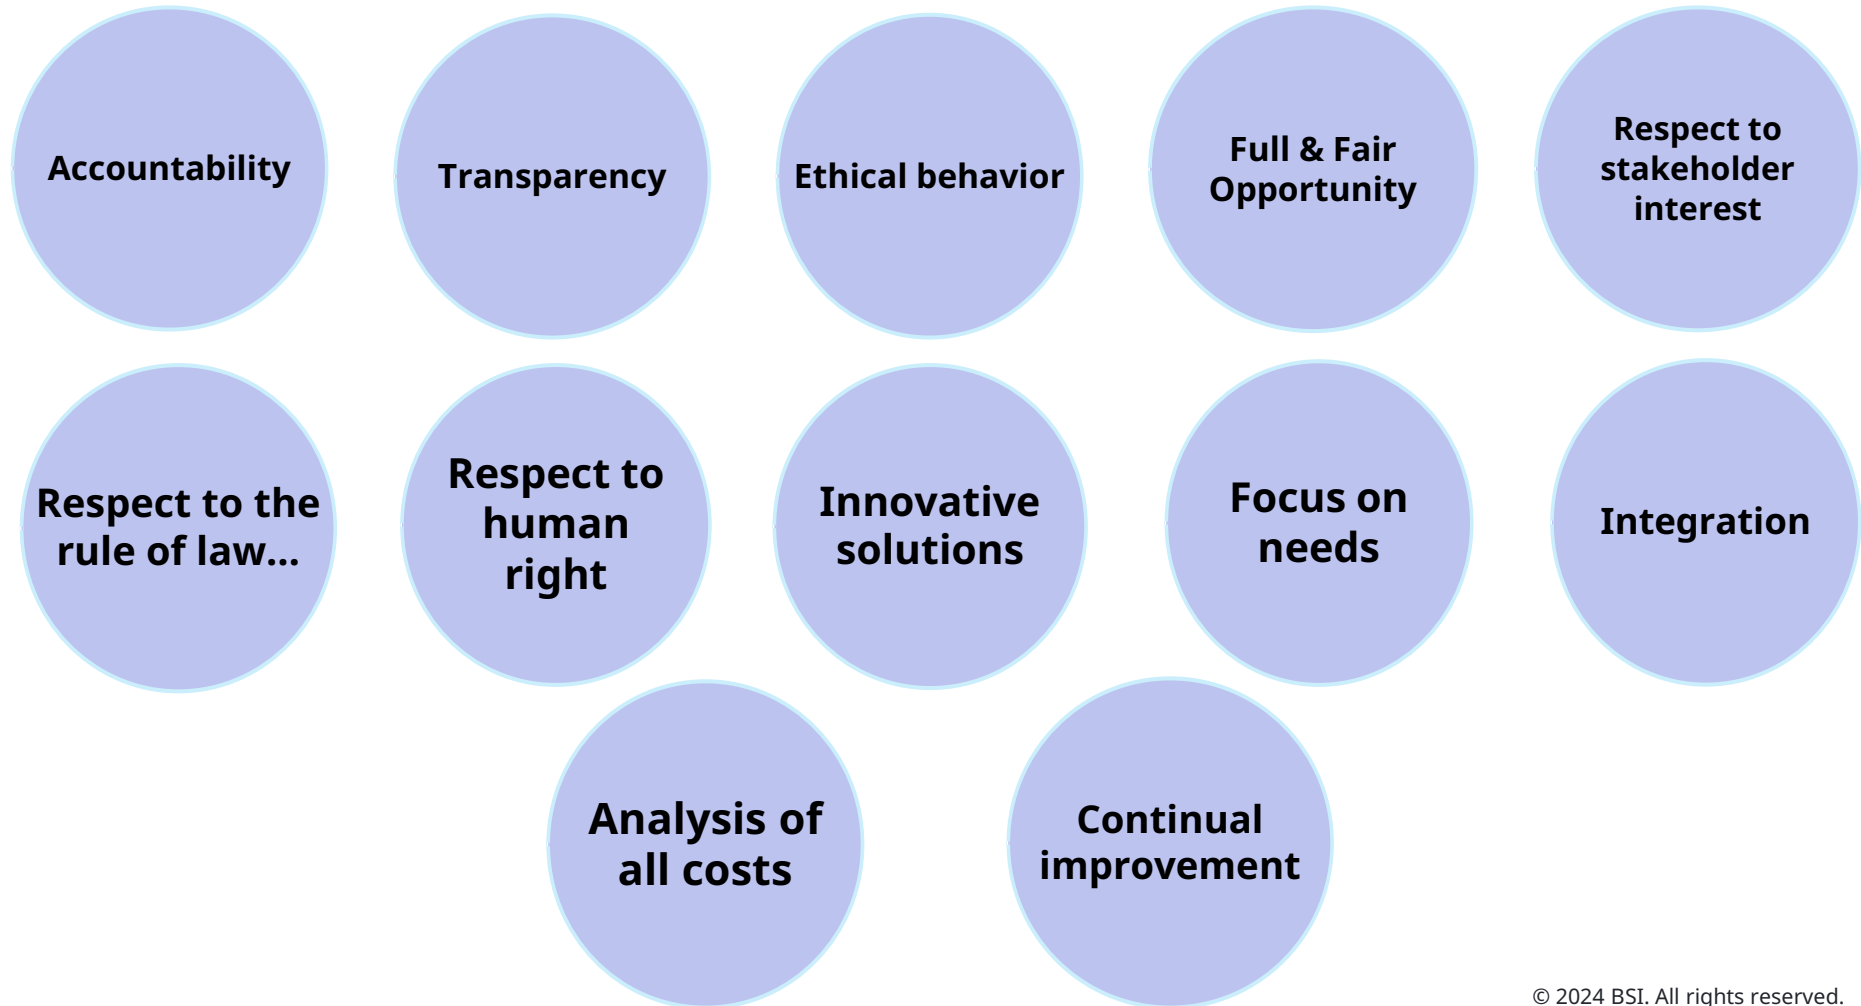 Accountability
Transparency
Ethical behavior
Full & Fair
Opportunity
Respect to
stakeholder
interest
Respect to the
rule of law...
Respect to
human
right
Innovative
solutions
Focus on
needs
Integration
Analysis of
all costs
Continual
improvement
© 2024 BSI. All rights reserved.